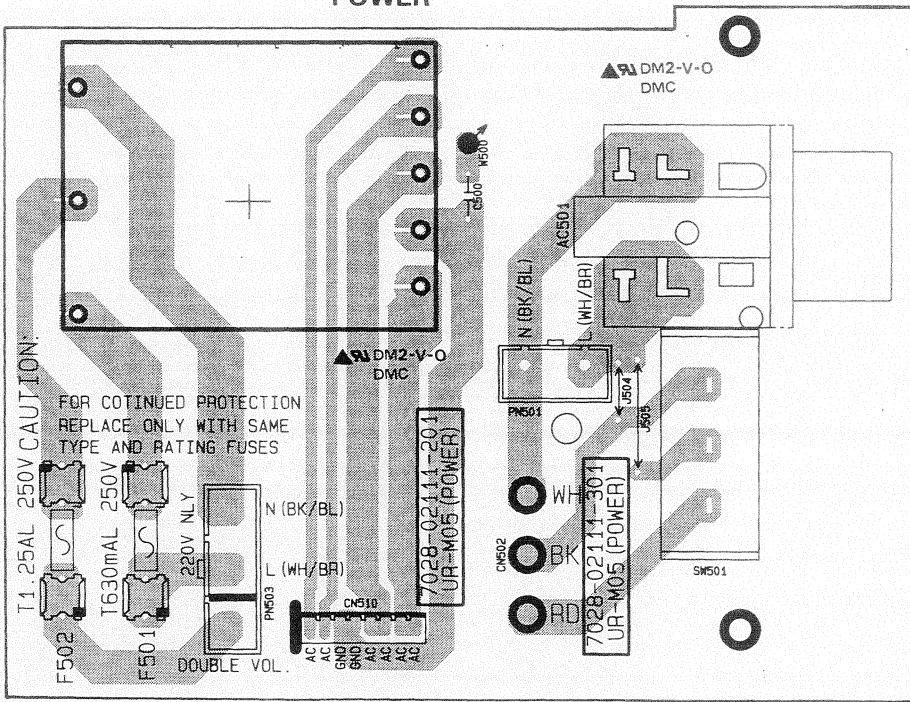 POWER
DM2-V-0
DMC
W500
C500
AC501
N (BK/BL)
L (WH/BR)
DM2-V-0
DMC
CAUTION:
FOR COTINUED PROTECTION
REPLACE ONLY WITH SAME
TYPE AND RATING FUSES
PN501
J504
J505
T1.25AL 250V
T630mAL 250V
220V NLY
N (BK/BL)
L (WH/BR)
PN503
F502
F501
DOUBLE VOL.
CN510
AC
AC
GND
GND
AC
AC
AC
AC
7028-02111-201
UR-M05 (POWER)
WH
BK
RD
CN502
7028-02111-301
UR-M05 (POWER)
SW501